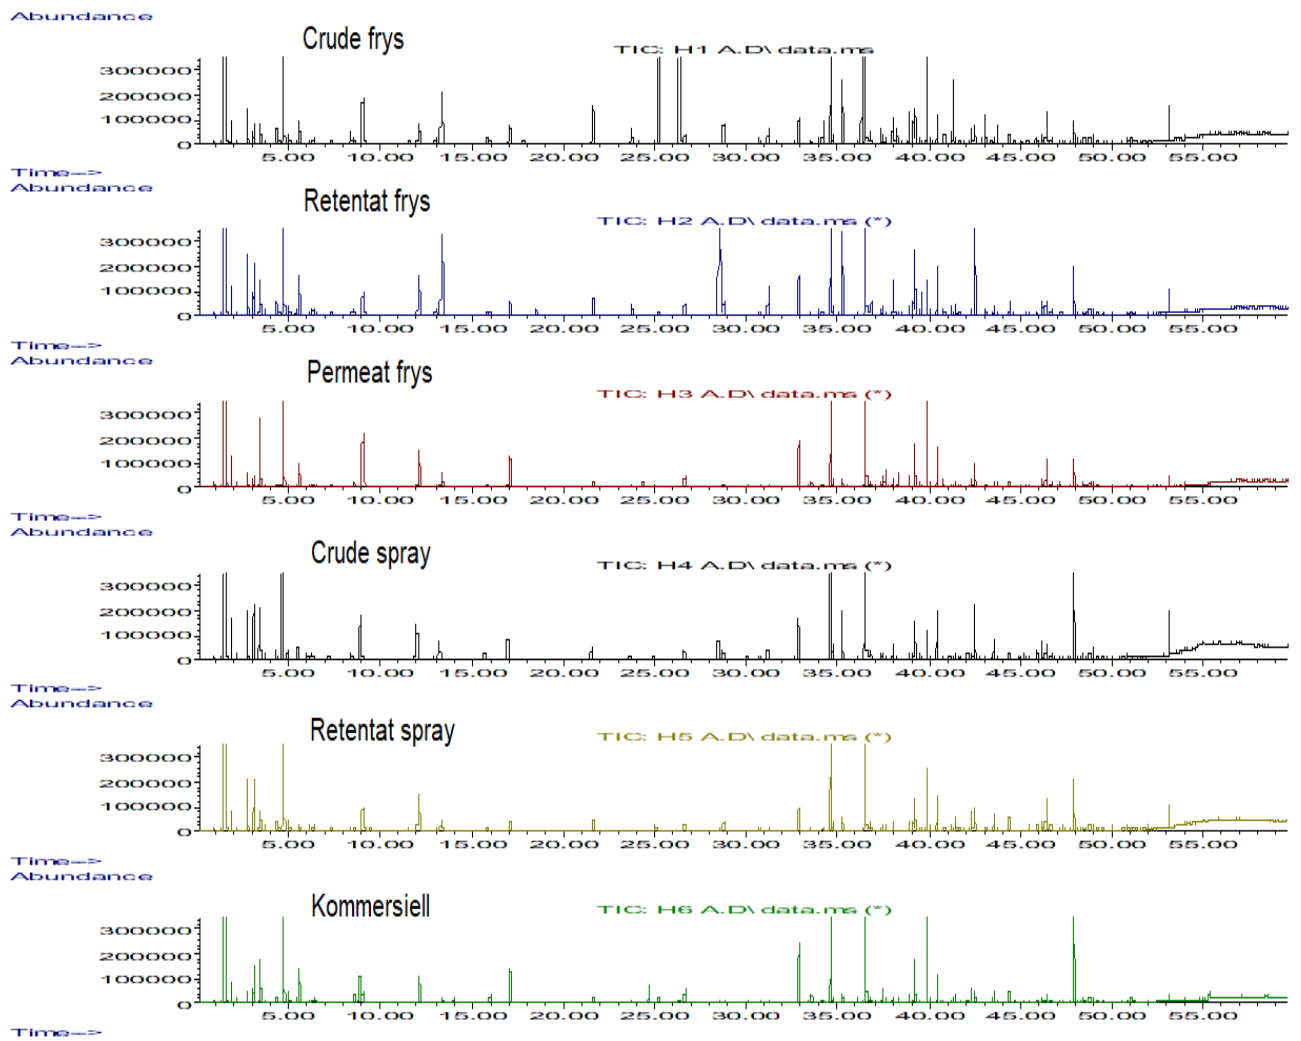 Abundance
Crude frys
TIC: H1 A.D\ data.ms
300000
200000
100000
0
5.00 10.00 15.00 20.00 25.00 30.00 35.00 40.00 45.00 50.00 55.00
Time-->
Abundance
Retentat frys
TIC: H2 A.D\ data.ms (*)
300000
200000
100000
0
5.00 10.00 15.00 20.00 25.00 30.00 35.00 40.00 45.00 50.00 55.00
Time-->
Abundance
Permeat frys
TIC: H3 A.D\ data.ms (*)
300000
200000
100000
0
5.00 10.00 15.00 20.00 25.00 30.00 35.00 40.00 45.00 50.00 55.00
Time-->
Abundance
Crude spray
TIC: H4 A.D\ data.ms (*)
300000
200000
100000
0
5.00 10.00 15.00 20.00 25.00 30.00 35.00 40.00 45.00 50.00 55.00
Time-->
Abundance
Retentat spray
TIC: H5 A.D\ data.ms (*)
300000
200000
100000
0
5.00 10.00 15.00 20.00 25.00 30.00 35.00 40.00 45.00 50.00 55.00
Time-->
Abundance
Kommersiell
TIC: H6 A.D\ data.ms (*)
300000
200000
100000
0
5.00 10.00 15.00 20.00 25.00 30.00 35.00 40.00 45.00 50.00 55.00
Time-->